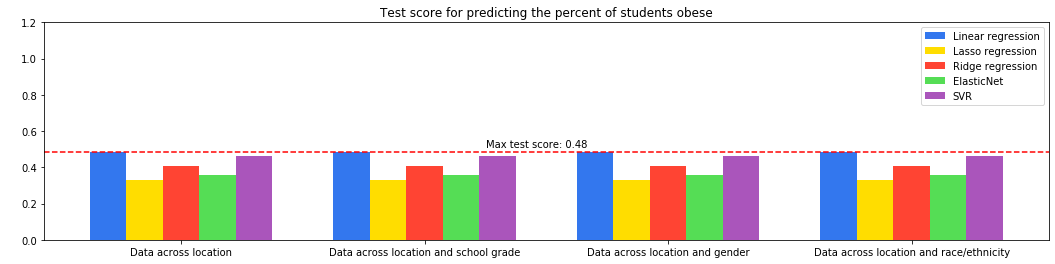 Test score for predicting the percent of students obese
1.2
1.0
0.8
0.6
0.4
0.2
0.0
Linear regression
Lasso regression
Ridge regression
ElasticNet
SVR
Max test score: 0.48
Data across location
Data across location and school grade
Data across location and gender
Data across location and race/ethnicity